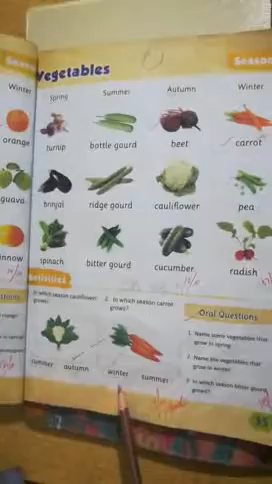 Vegetables
Season
Winter
Spring
Summer
Autumn
Winter
orange
turnip
bottle gourd
beet
carrot
guava
brinjal
ridge gourd
cauliflower
pea
spinach
bitter gourd
cucumber
radish
Activities
In which season cauliflower
grows?
2. In which season carrot
grows?
summer
autumn
winter
summer
Oral Questions
1. Name some vegetables that
grow in spring.
2. Name the vegetables that
grow in winter.
3. In which season bitter gourd
grows?
35